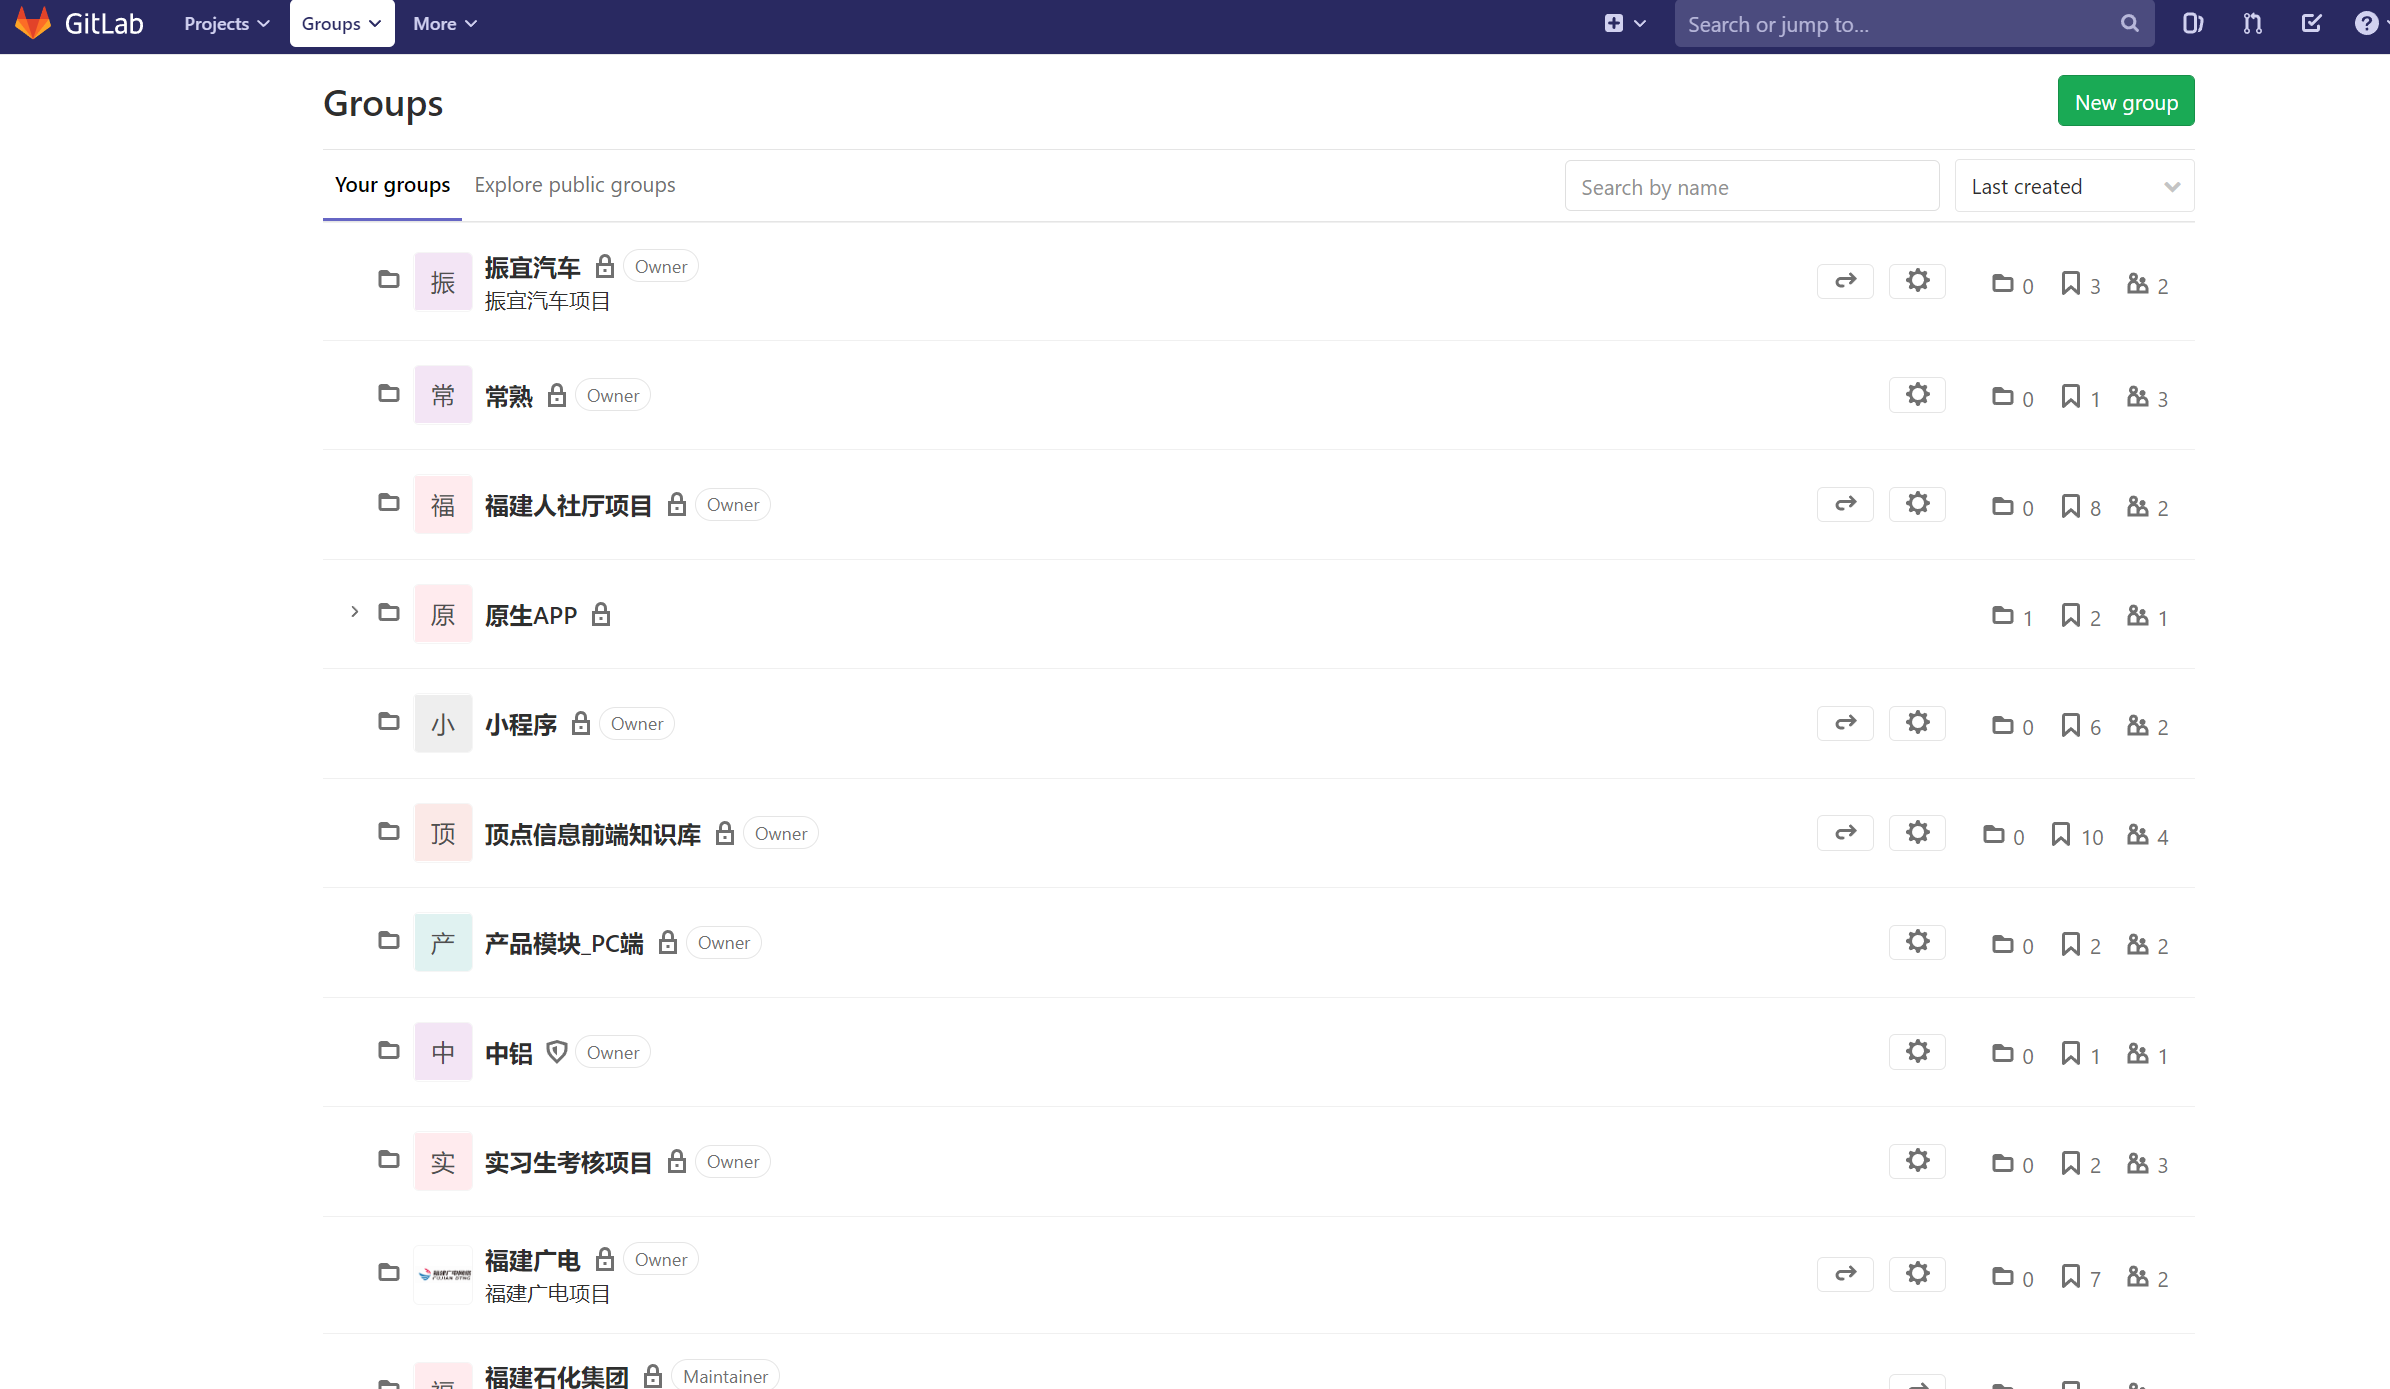 GitLab Projects Groups More Search or jump to...
Groups New group
Your groups Explore public groups Search by name Last created
振 振宜汽车 Owner 0 3 2
振宜汽车项目
常 常熟 Owner 0 1 3
福 福建人社厅项目 Owner 0 8 2
原 原生APP 1 2 1
小 小程序 Owner 0 6 2
顶 顶点信息前端知识库 Owner 0 10 4
产 产品模块_PC端 Owner 0 2 2
中 中铝 Owner 0 1 1
实 实习生考核项目 Owner 0 2 3
福建广电 Owner 0 7 2
福建广电项目
福 福建石化集团 Maintainer